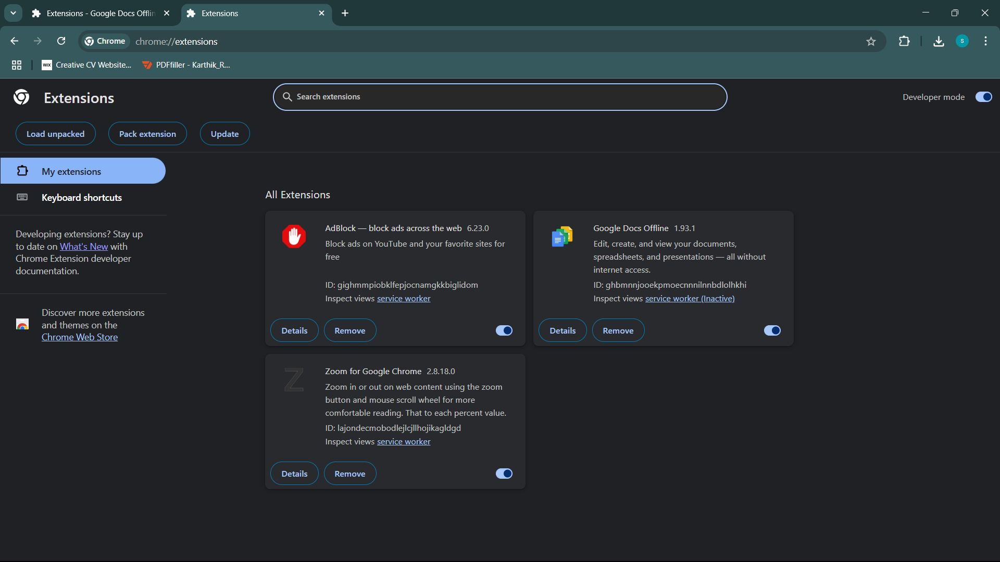 Extensions - Google Docs Offlin
Extensions
Chrome
chrome://extensions
S
WIX
Creative CV Website...
PDFfiller - Karthik_R...
Extensions
Search extensions
Developer mode
Load unpacked
Pack extension
Update
My extensions
Keyboard shortcuts
Developing extensions? Stay up
to date on What's New with
Chrome Extension developer
documentation.
Discover more extensions
and themes on the
Chrome Web Store
All Extensions
AdBlock — block ads across the web 6.23.0
Block ads on YouTube and your favorite sites for
free
ID: gighmmpiobklfepjocnamgkkbiglidom
Inspect views service worker
Details
Remove
Google Docs Offline 1.93.1
Edit, create, and view your documents,
spreadsheets, and presentations — all without
internet access.
ID: ghbmnnjooekpmoecnnnilnnbdlolhkhi
Inspect views service worker (Inactive)
Details
Remove
Z
Zoom for Google Chrome 2.8.18.0
Zoom in or out on web content using the zoom
button and mouse scroll wheel for more
comfortable reading. That to each percent value.
ID: lajondecmobodlejlcjllhojikagldgd
Inspect views service worker
Details
Remove